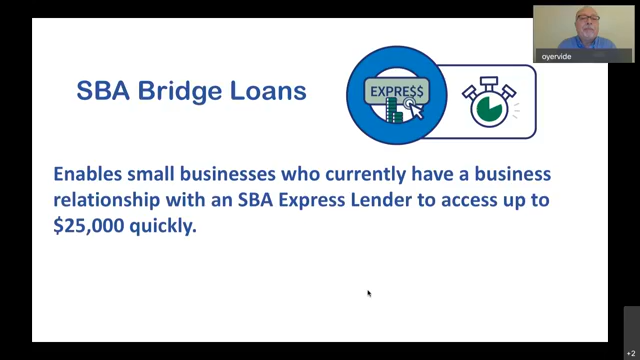 SBA Bridge Loans
EXPRE$$
oyervide
Enables small businesses who currently have a business
relationship with an SBA Express Lender to access up to
$25,000 quickly.
+2